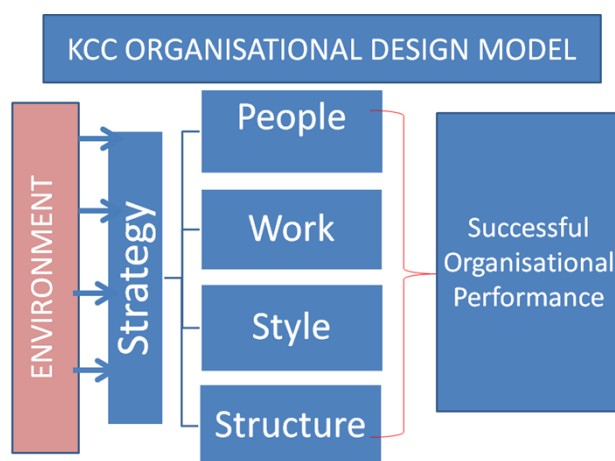 KCC ORGANISATIONAL DESIGN MODEL
ENVIRONMENT
Strategy
People
Work
Style
Structure
Successful
Organisational
Performance